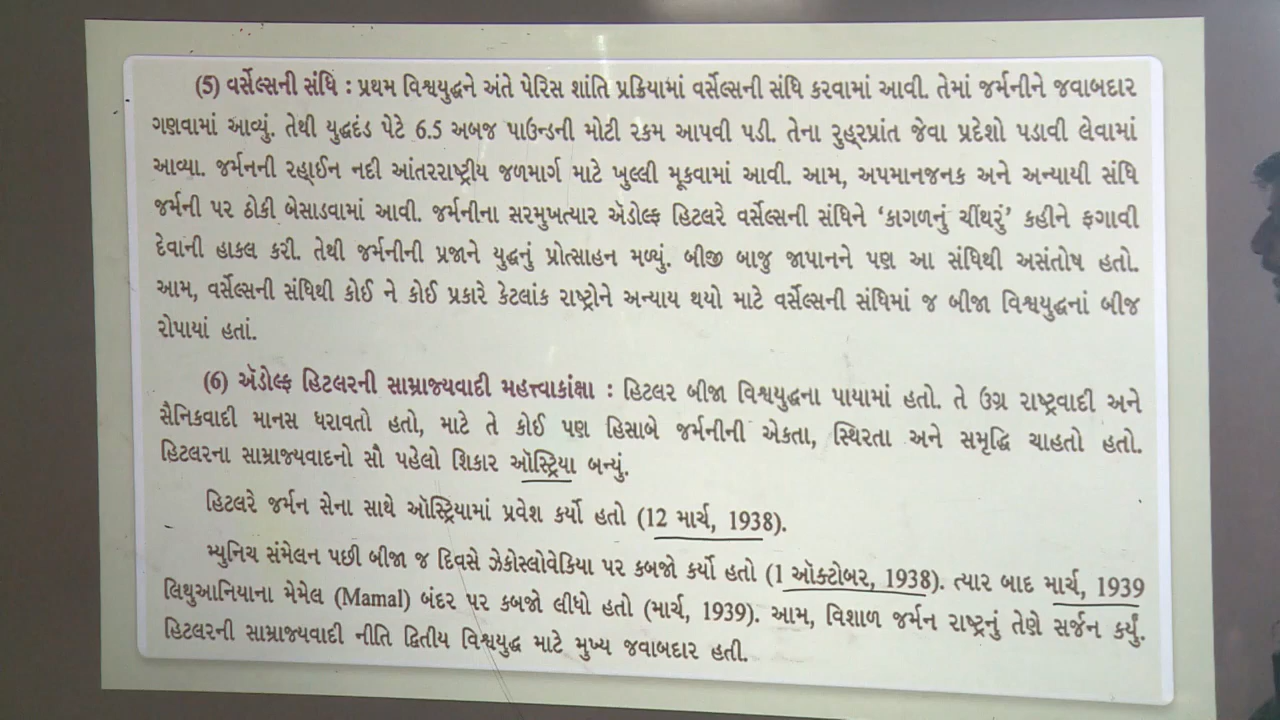 (5) વર્સેલ્સની સંધિ : પ્રથમ વિશ્વયુદ્ધને અંતે પેરિસ શાંતિ પ્રક્રિયામાં વર્સેલ્સની સંધિ કરવામાં આવી. તેમાં જર્મનીને જવાબદાર
ગણવામાં આવ્યું. તેથી યુદ્ધદંડ પેટે 6.5 અબજ પાઉન્ડની મોટી રકમ આપવી પડી. તેના રુહ્રપ્રાંત જેવા પ્રદેશો પડાવી લેવામાં
આવ્યા. જર્મનની રહાઈન નદી આંતરરાષ્ટ્રીય જળમાર્ગ માટે ખુલ્લી મૂકવામાં આવી. આમ, અપમાનજનક અને અન્યાયી સંધિ
જર્મની પર ઠોકી બેસાડવામાં આવી. જર્મનીના સરમુખત્યાર ઍડોલ્ફ હિટલરે વર્સેલ્સની સંધિને ‘કાગળનું ચીંથરું’ કહીને ફગાવી
દેવાની હાકલ કરી. તેથી જર્મનીની પ્રજાને યુદ્ધનું પ્રોત્સાહન મળ્યું. બીજી બાજુ જાપાનને પણ આ સંધિથી અસંતોષ હતો.
આમ, વર્સેલ્સની સંધિથી કોઈ ને કોઈ પ્રકારે કેટલાંક રાષ્ટ્રોને અન્યાય થયો માટે વર્સેલ્સની સંધિમાં જ બીજા વિશ્વયુદ્ધનાં બીજ
રોપાયાં હતાં.
(6) ઍડોલ્ફ હિટલરની સામ્રાજ્યવાદી મહત્ત્વાકાંક્ષા : હિટલર બીજા વિશ્વયુદ્ધના પાયામાં હતો. તે ઉગ્ર રાષ્ટ્રવાદી અને
સૈનિકવાદી માનસ ધરાવતો હતો, માટે તે કોઈ પણ હિસાબે જર્મનીની એકતા, સ્થિરતા અને સમૃદ્ધિ ચાહતો હતો.
હિટલરના સામ્રાજ્યવાદનો સૌ પહેલો શિકાર ઑસ્ટ્રિયા બન્યું.
હિટલરે જર્મન સેના સાથે ઑસ્ટ્રિયામાં પ્રવેશ કર્યો હતો (12 માર્ચ, 1938).
મ્યુનિચ સંમેલન પછી બીજા જ દિવસે ઝેકોસ્લોવેકિયા પર કબજો કર્યો હતો (1 ઑક્ટોબર, 1938). ત્યાર બાદ માર્ચ, 1939
લિથુઆનિયાના મેમેલ (Mamal) બંદર પર કબજો લીધો હતો (માર્ચ, 1939). આમ, વિશાળ જર્મન રાષ્ટ્રનું તેણે સર્જન કર્યું.
હિટલરની સામ્રાજ્યવાદી નીતિ દ્વિતીય વિશ્વયુદ્ધ માટે મુખ્ય જવાબદાર હતી.